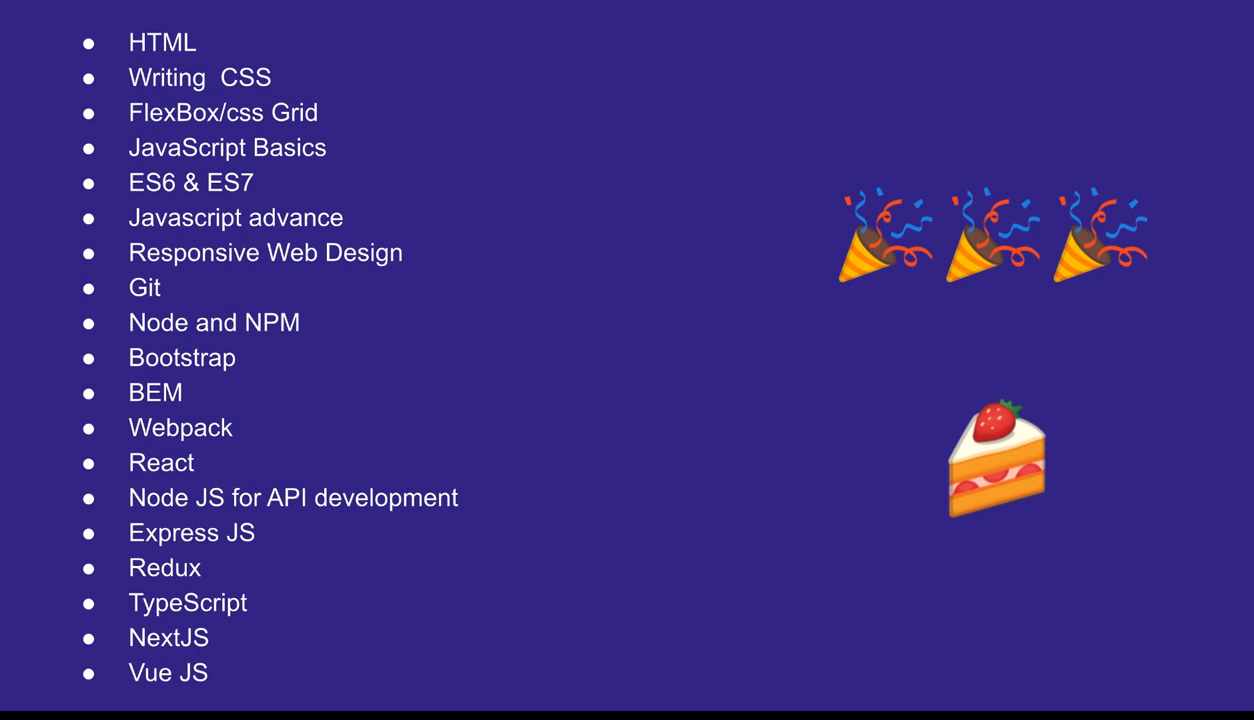 ● HTML
● Writing  CSS
● FlexBox/css Grid
● JavaScript Basics
● ES6 & ES7
● Javascript advance
● Responsive Web Design
● Git
● Node and NPM
● Bootstrap
● BEM
● Webpack
● React
● Node JS for API development
● Express JS
● Redux
● TypeScript
● NextJS
● Vue JS